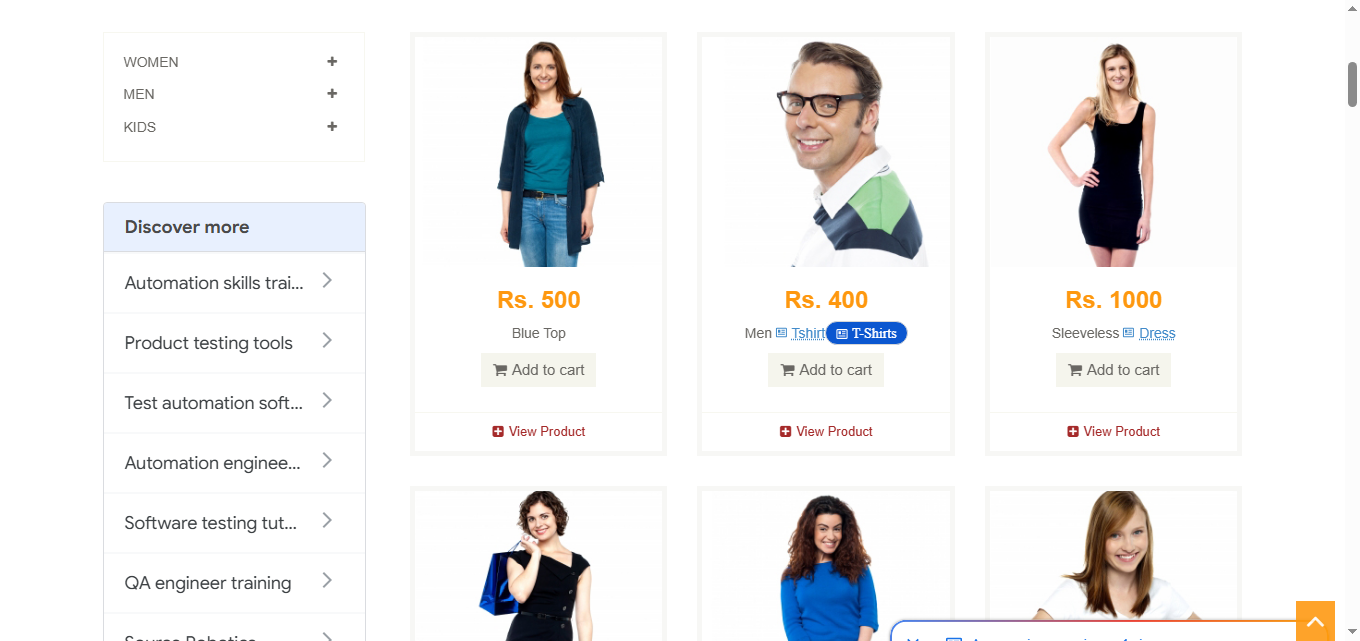 WOMEN
MEN
KIDS
Discover more
Automation skills trai...
Product testing tools
Test automation soft...
Automation enginee...
Software testing tut...
QA engineer training
Rs. 500
Blue Top
Add to cart
View Product
Rs. 400
Men Tshirt T-Shirts
Add to cart
View Product
Rs. 1000
Sleeveless Dress
Add to cart
View Product